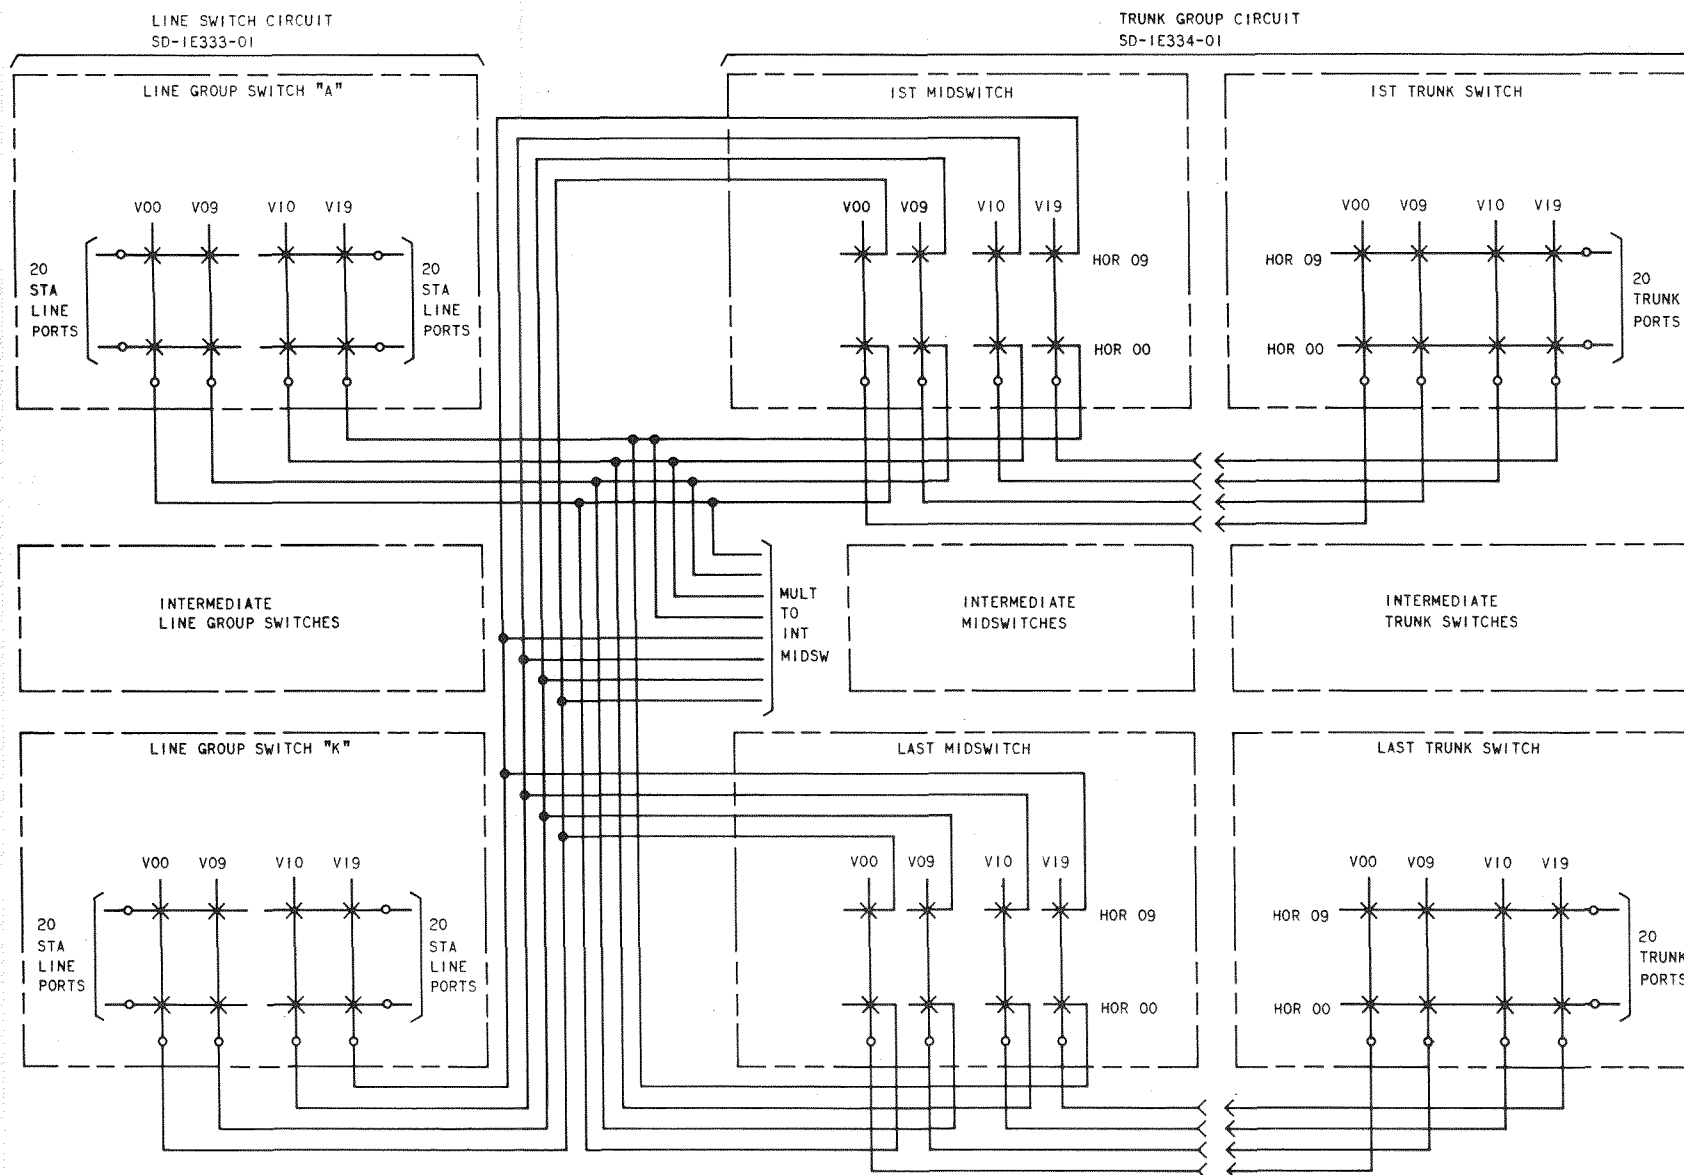 LINE SWITCH CIRCUIT
SD-1E333-01
TRUNK GROUP CIRCUIT
SD-1E334-01
LINE GROUP SWITCH "A"
V00 V09 V10 V19
20
STA
LINE
PORTS
20
STA
LINE
PORTS
1ST MIDSWITCH
V00 V09 V10 V19
HOR 09
HOR 00
1ST TRUNK SWITCH
V00 V09 V10 V19
HOR 09
HOR 00
20
TRUNK
PORTS
INTERMEDIATE
LINE GROUP SWITCHES
MULT
TO
INT
MIDSW
INTERMEDIATE
MIDSWITCHES
INTERMEDIATE
TRUNK SWITCHES
LINE GROUP SWITCH "K"
V00 V09 V10 V19
20
STA
LINE
PORTS
20
STA
LINE
PORTS
LAST MIDSWITCH
V00 V09 V10 V19
HOR 09
HOR 00
LAST TRUNK SWITCH
V00 V09 V10 V19
HOR 09
HOR 00
20
TRUNK
PORTS